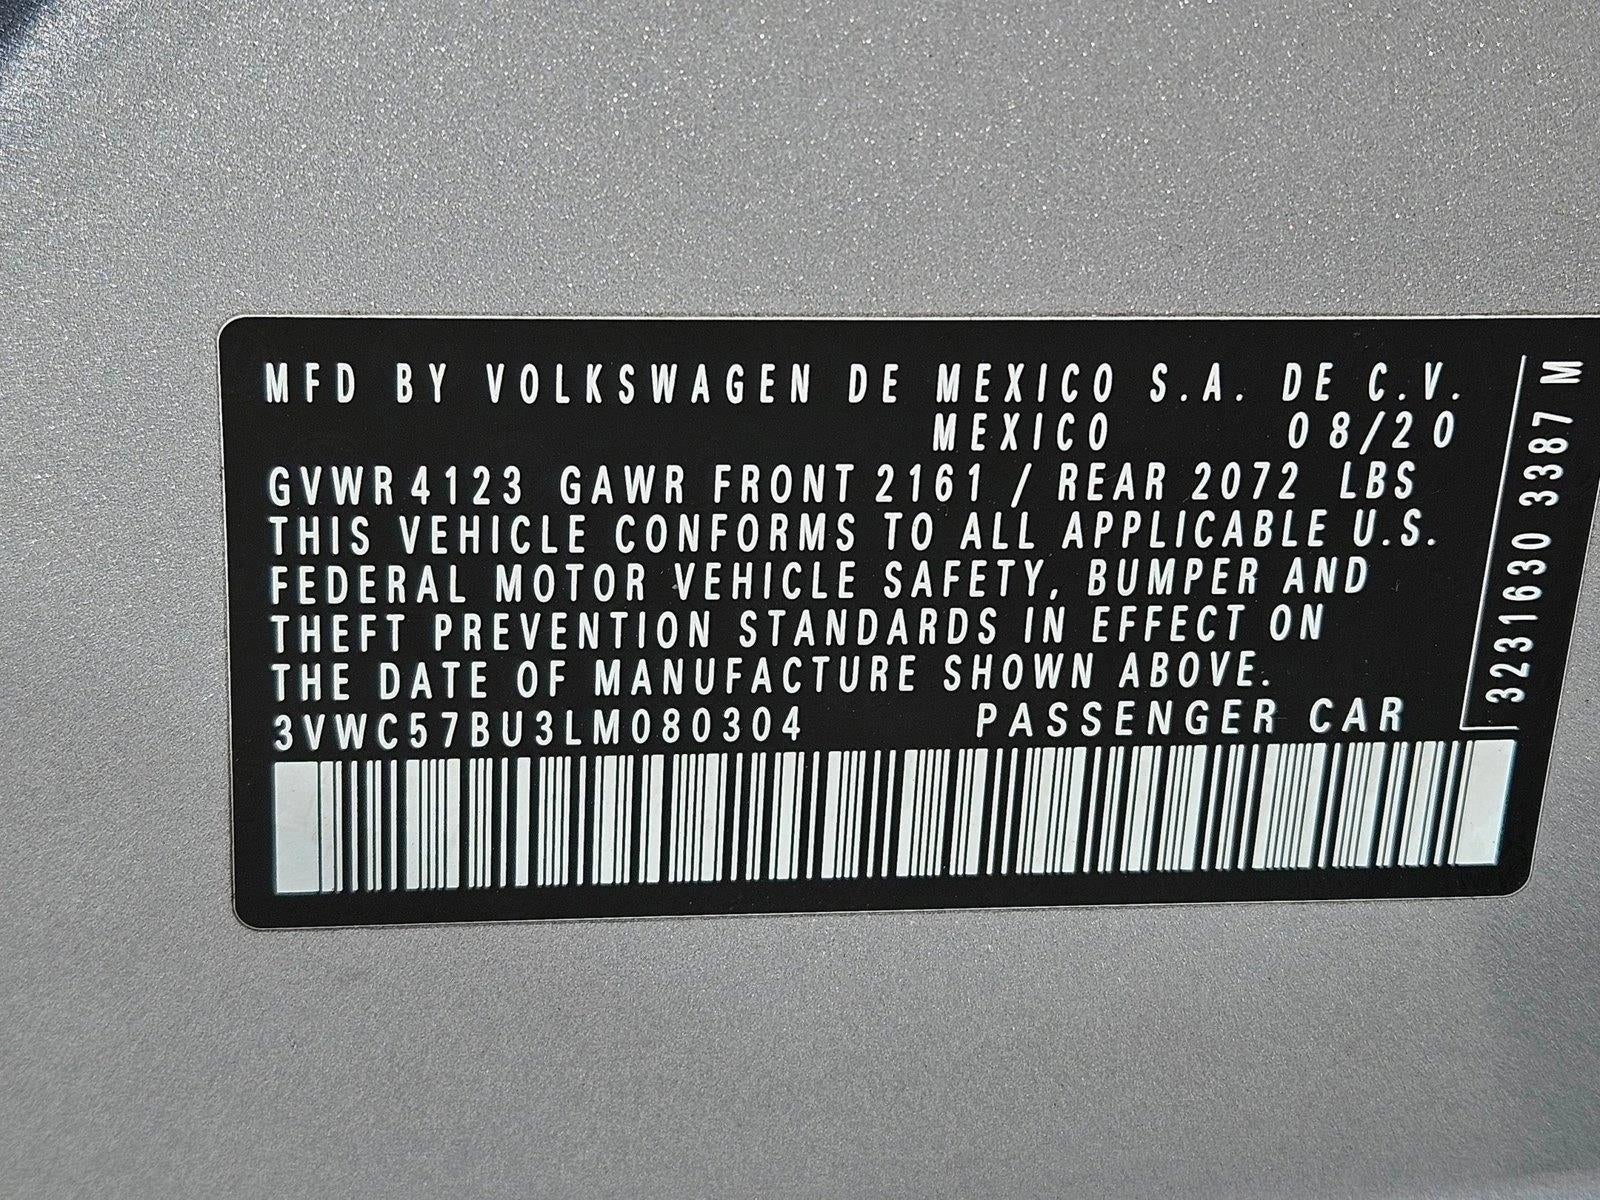 MFD BY VOLKSWAGEN DE MEXICO S.A. DE C.V.
MEXICO 08/20
GVWR 4123 GAWR FRONT 2161 / REAR 2072 LBS
THIS VEHICLE CONFORMS TO ALL APPLICABLE U.S.
FEDERAL MOTOR VEHICLE SAFETY, BUMPER AND
THEFT PREVENTION STANDARDS IN EFFECT ON
THE DATE OF MANUFACTURE SHOWN ABOVE.
3VWC57BU3LM080304 PASSENGER CAR
3231630 3387 M